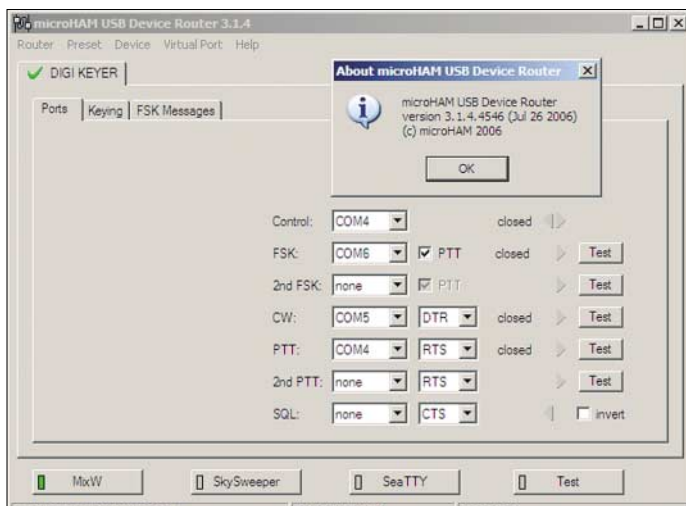 microHAM USB Device Router 3.1.4
Router Preset Device Virtual Port Help
DIGI KEYER
Ports Keying FSK Messages
About microHAM USB Device Router
microHAM USB Device Router
version 3.1.4.4546 (Jul 26 2006)
(c) microHAM 2006
OK
Control: COM4 closed
FSK: COM6 PTT closed Test
2nd FSK: none PTT Test
CW: COM5 DTR closed Test
PTT: COM4 RTS closed Test
2nd PTT: none RTS Test
SQL: none CTS invert
MixW SkySweeper SeaTTY Test